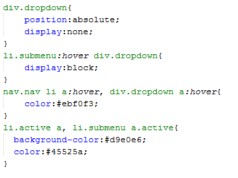 div.dropdown{
position:absolute;
display:none;
}
li.submenu:hover div.dropdown{
display:block;
}
nav.nav li a:hover, div.dropdown a:hover{
color:#ebf0f3;
}
li.active a, li.submenu a.active{
background-color:#d9e0e6;
color:#45525a;
}